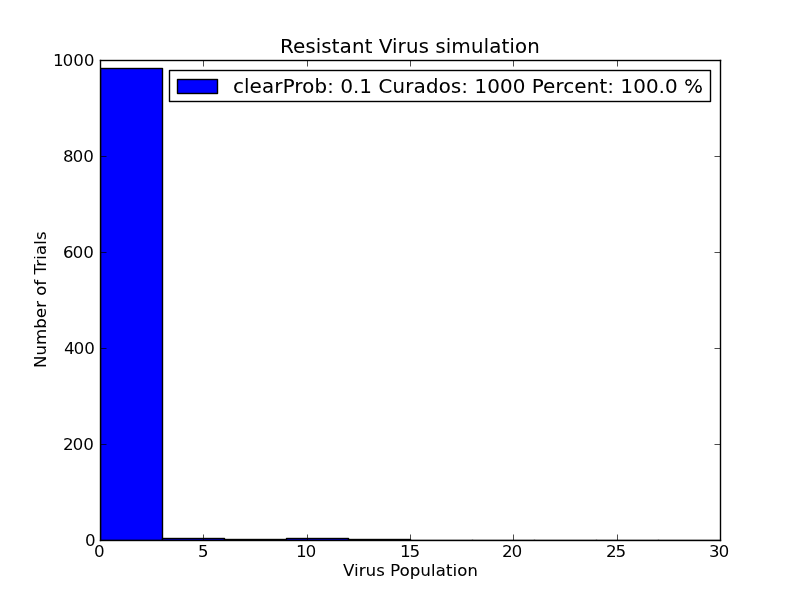 Resistant Virus simulation
clearProb: 0.1 Curados: 1000 Percent: 100.0 %
1000
800
600
400
200
0
Number of Trials
0 5 10 15 20 25 30
Virus Population